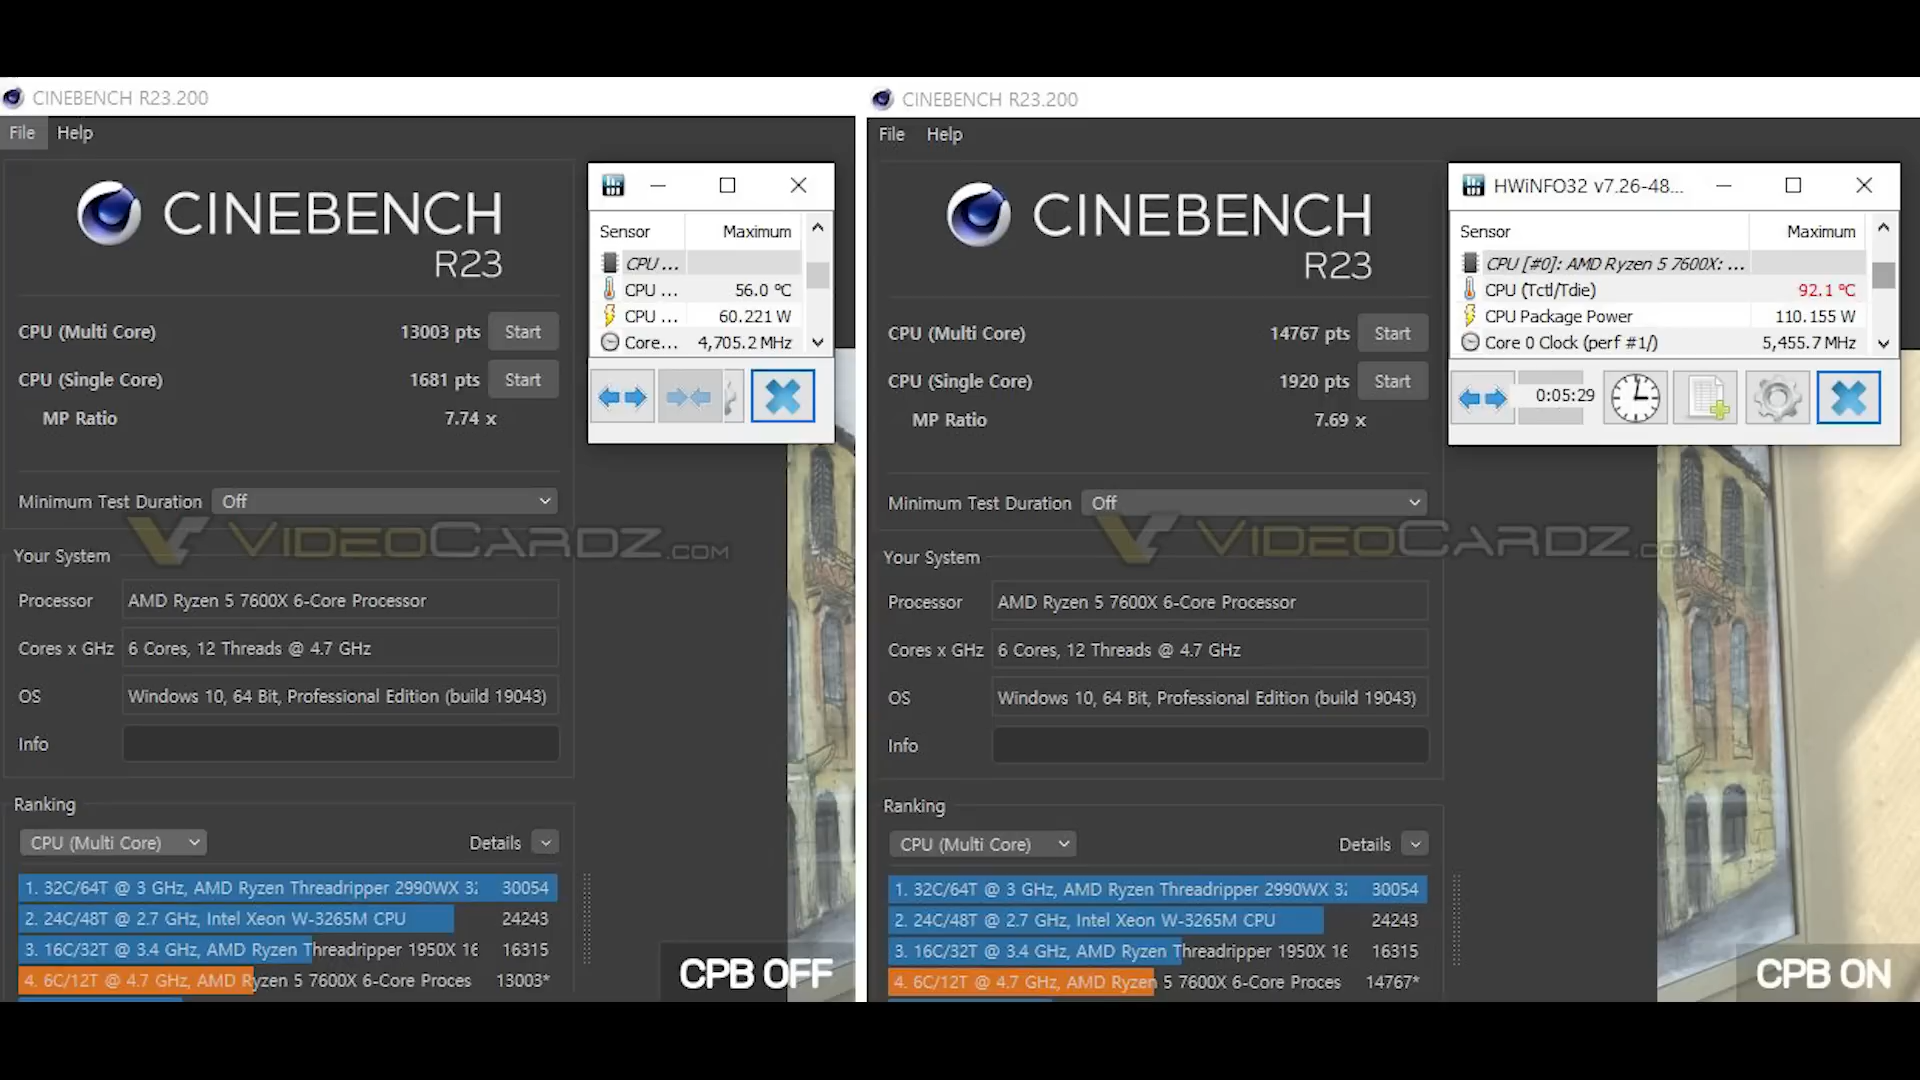 CINEBENCH R23.200
File Help
CINEBENCH
R23
CPU (Multi Core) 13003 pts Start
CPU (Single Core) 1681 pts Start
MP Ratio 7.74 x
Minimum Test Duration Off
VIDEOCARDZ.COM
Your System
Processor AMD Ryzen 5 7600X 6-Core Processor
Cores x GHz 6 Cores, 12 Threads @ 4.7 GHz
OS Windows 10, 64 Bit, Professional Edition (build 19043)
Info
Ranking
CPU (Multi Core) Details
1. 32C/64T @ 3 GHz, AMD Ryzen Threadripper 2990WX 30054
2. 24C/48T @ 2.7 GHz, Intel Xeon W-3265M CPU 24243
3. 16C/32T @ 3.4 GHz, AMD Ryzen Threadripper 1950X 16 16315
4. 6C/12T @ 4.7 GHz, AMD Ryzen 5 7600X 6-Core Proces 13003*
Sensor Maximum
CPU ...
CPU ... 56.0 °C
CPU ... 60.221 W
Core... 4,705.2 MHz
CPB OFF
CINEBENCH R23.200
File Help
CINEBENCH
R23
CPU (Multi Core) 14767 pts Start
CPU (Single Core) 1920 pts Start
MP Ratio 7.69 x
Minimum Test Duration Off
VIDEOCARDZ.CO
Your System
Processor AMD Ryzen 5 7600X 6-Core Processor
Cores x GHz 6 Cores, 12 Threads @ 4.7 GHz
OS Windows 10, 64 Bit, Professional Edition (build 19043)
Info
Ranking
CPU (Multi Core) Details
1. 32C/64T @ 3 GHz, AMD Ryzen Threadripper 2990WX 30054
2. 24C/48T @ 2.7 GHz, Intel Xeon W-3265M CPU 24243
3. 16C/32T @ 3.4 GHz, AMD Ryzen Threadripper 1950X 16 16315
4. 6C/12T @ 4.7 GHz, AMD Ryzen 5 7600X 6-Core Proces 14767*
HWiNFO32 v7.26-48...
Sensor Maximum
CPU [#0]: AMD Ryzen 5 7600X: ...
CPU (Tctl/Tdie) 92.1 °C
CPU Package Power 110.155 W
Core 0 Clock (perf #1/) 5,455.7 MHz
0:05:29
CPB ON